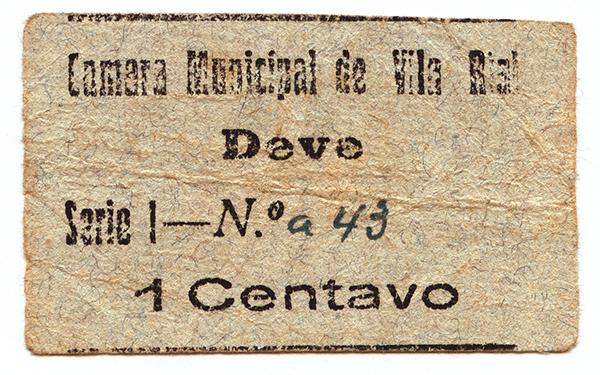 Camara Municipal de Vila Rial
Deve
Serie I—N.º a 43
1 Centavo